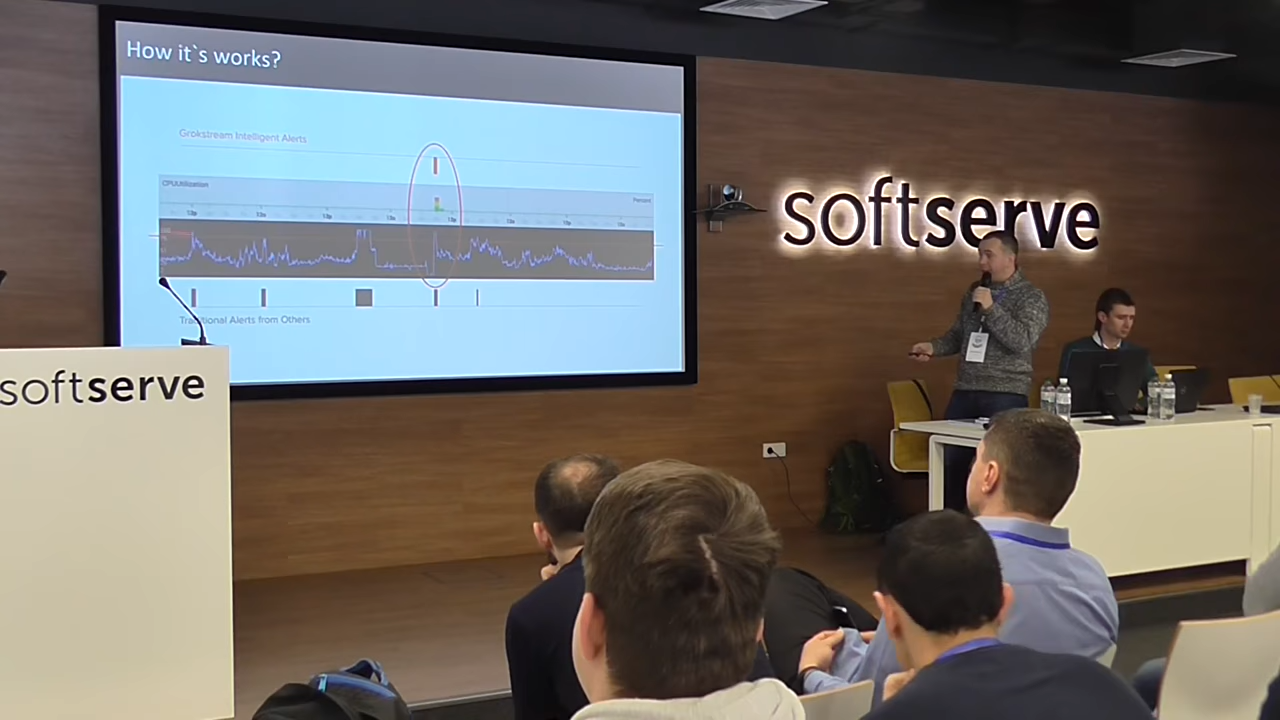 How it`s works?
Grokstream Intelligent Alerts
CPUUtilization
Percent
Traditional Alerts from Others
softserve
softserve